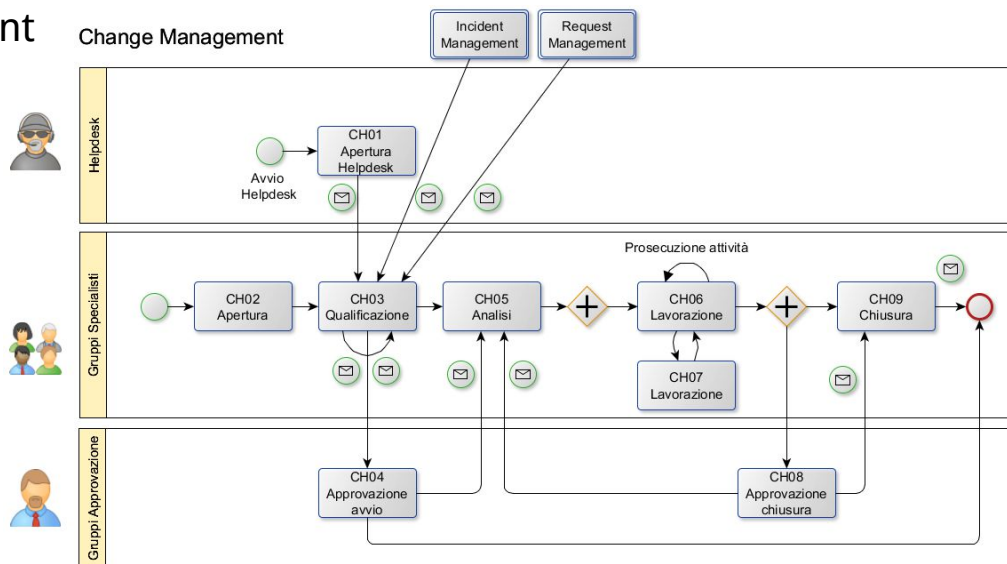 nt
Change Management
Incident
Management
Request
Management
Helpdesk
CH01
Apertura
Helpdesk
Avvio
Helpdesk
Gruppi Specialisti
Prosecuzione attività
CH02
Apertura
CH03
Qualificazione
CH05
Analisi
CH06
Lavorazione
CH09
Chiusura
CH07
Lavorazione
Gruppi Approvazione
CH04
Approvazione
avvio
CH08
Approvazione
chiusura